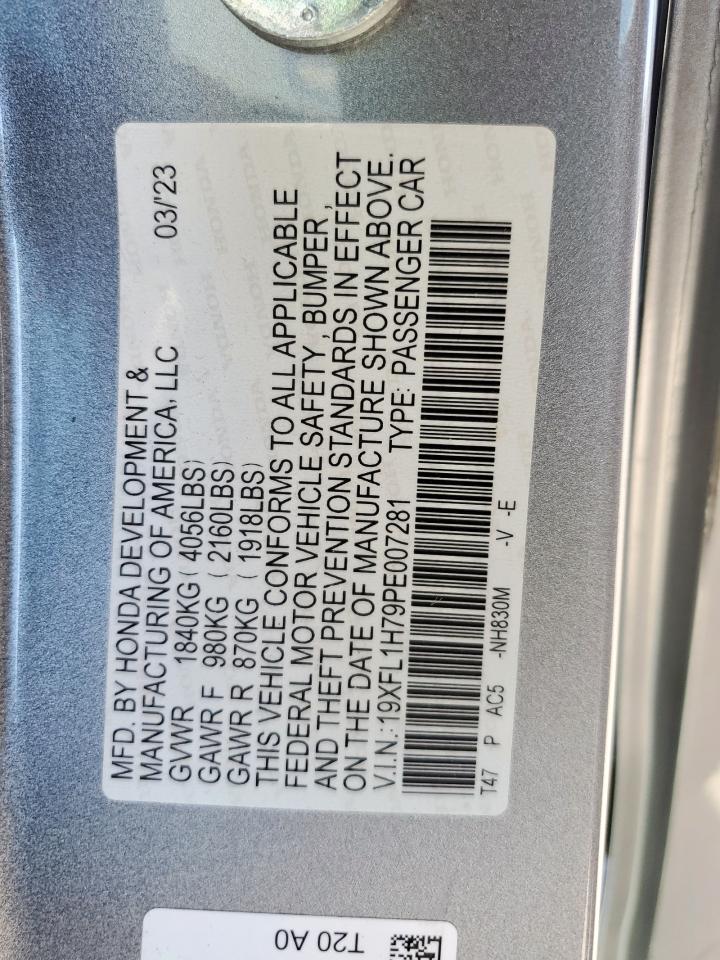 MFD. BY HONDA DEVELOPMENT &
MANUFACTURING OF AMERICA, LLC 03/'23
GVWR 1840KG ( 4056LBS)
GAWR F 980KG ( 2160LBS)
GAWR R 870KG ( 1918LBS)
THIS VEHICLE CONFORMS TO ALL APPLICABLE
FEDERAL MOTOR VEHICLE SAFETY , BUMPER ,
AND THEFT PREVENTION STANDARDS IN EFFECT
ON THE DATE OF MANUFACTURE SHOWN ABOVE.
V.I.N.:19XFL1H79PE007281 TYPE: PASSENGER CAR
T47 P AC5 -NH830M -V -E
T20 A0